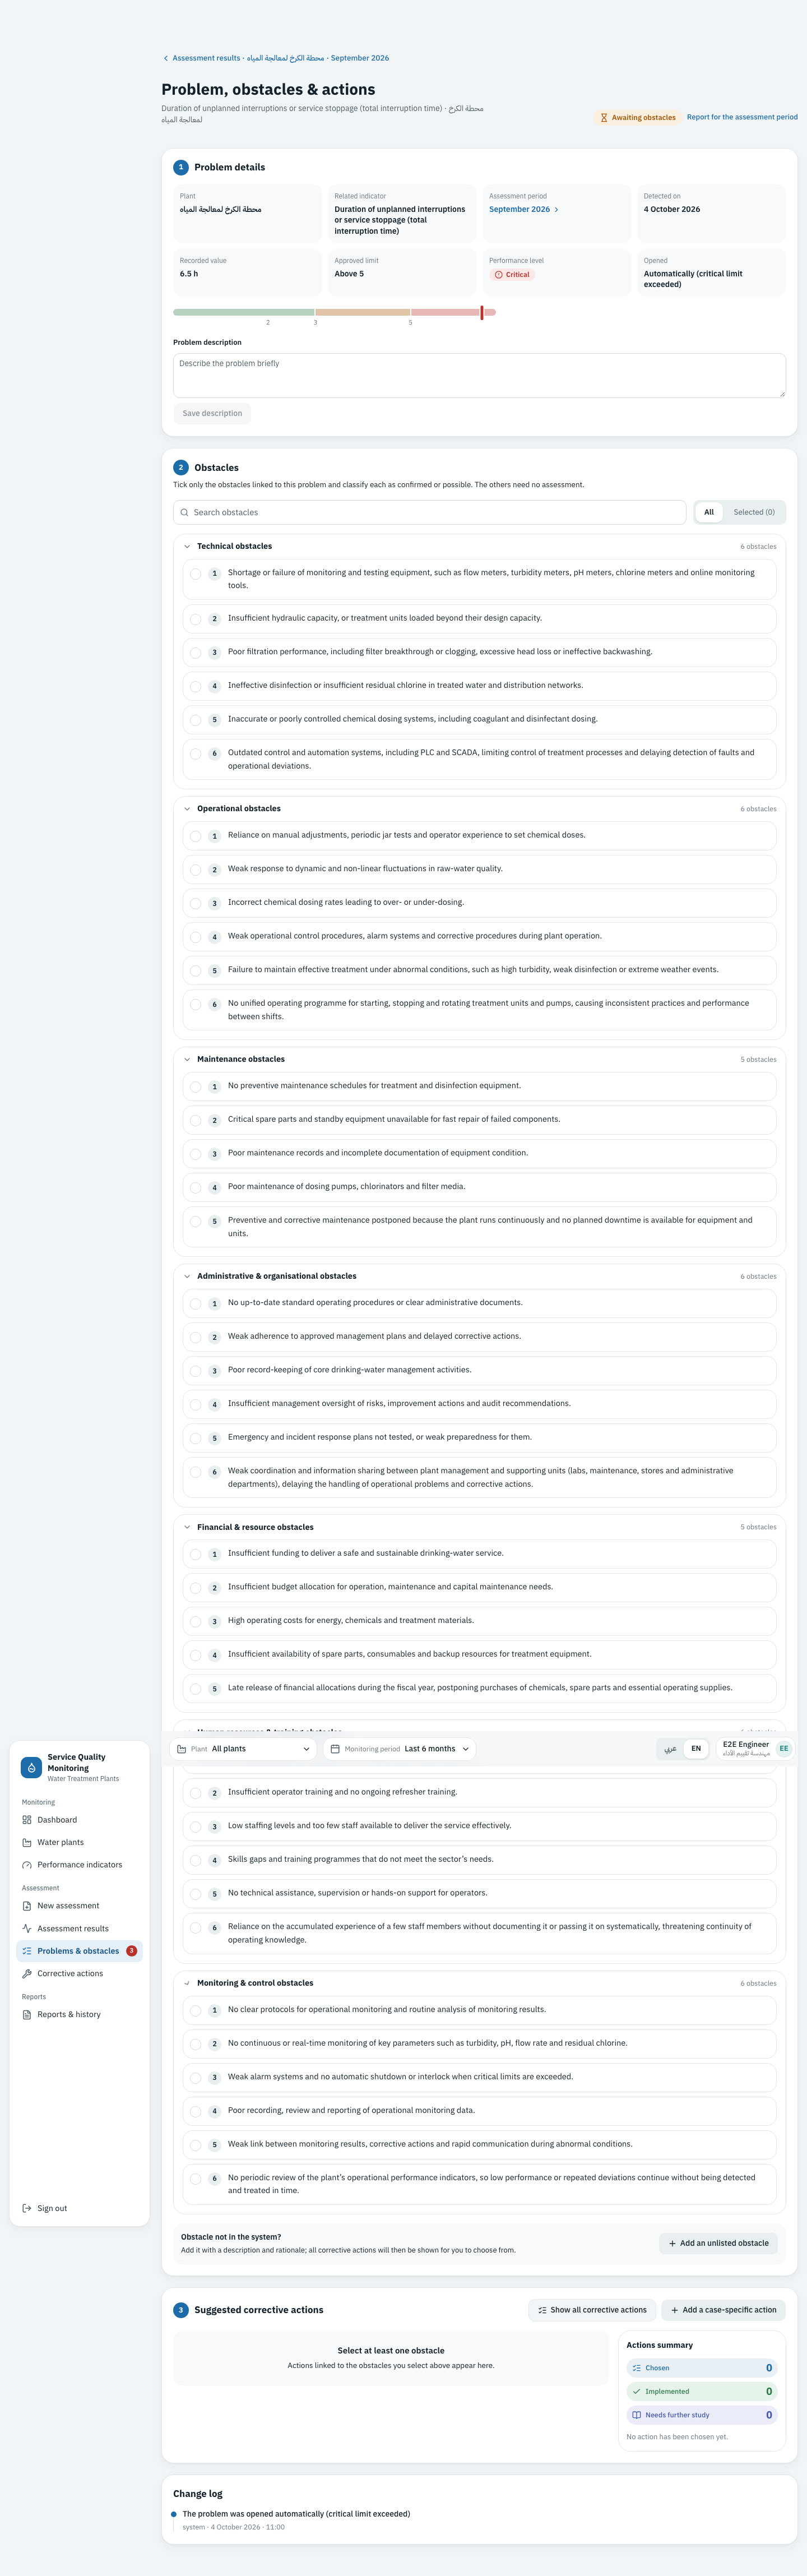 Assessment results · محطة الكرخ لمعالجة المياه · September 2026
Problem, obstacles & actions
Duration of unplanned interruptions or service stoppage (total interruption time) · محطة الكرخ
لمعالجة المياه
Awaiting obstacles
Report for the assessment period
1 Problem details
Plant
محطة الكرخ لمعالجة المياه
Related indicator
Duration of unplanned interruptions
or service stoppage (total
interruption time)
Assessment period
September 2026
Detected on
4 October 2026
Recorded value
6.5 h
Approved limit
Above 5
Performance level
Critical
Opened
Automatically (critical limit
exceeded)
2 3 5
Problem description
Describe the problem briefly
Save description
2 Obstacles
Tick only the obstacles linked to this problem and classify each as confirmed or possible. The others need no assessment.
Search obstacles
All Selected (0)
Technical obstacles 6 obstacles
1 Shortage or failure of monitoring and testing equipment, such as flow meters, turbidity meters, pH meters, chlorine meters and online monitoring
tools.
2 Insufficient hydraulic capacity, or treatment units loaded beyond their design capacity.
3 Poor filtration performance, including filter breakthrough or clogging, excessive head loss or ineffective backwashing.
4 Ineffective disinfection or insufficient residual chlorine in treated water and distribution networks.
5 Inaccurate or poorly controlled chemical dosing systems, including coagulant and disinfectant dosing.
6 Outdated control and automation systems, including PLC and SCADA, limiting control of treatment processes and delaying detection of faults and
operational deviations.
Operational obstacles 6 obstacles
1 Reliance on manual adjustments, periodic jar tests and operator experience to set chemical doses.
2 Weak response to dynamic and non-linear fluctuations in raw-water quality.
3 Incorrect chemical dosing rates leading to over- or under-dosing.
4 Weak operational control procedures, alarm systems and corrective procedures during plant operation.
5 Failure to maintain effective treatment under abnormal conditions, such as high turbidity, weak disinfection or extreme weather events.
6 No unified operating programme for starting, stopping and rotating treatment units and pumps, causing inconsistent practices and performance
between shifts.
Maintenance obstacles 5 obstacles
1 No preventive maintenance schedules for treatment and disinfection equipment.
2 Critical spare parts and standby equipment unavailable for fast repair of failed components.
3 Poor maintenance records and incomplete documentation of equipment condition.
4 Poor maintenance of dosing pumps, chlorinators and filter media.
5 Preventive and corrective maintenance postponed because the plant runs continuously and no planned downtime is available for equipment and
units.
Administrative & organisational obstacles 6 obstacles
1 No up-to-date standard operating procedures or clear administrative documents.
2 Weak adherence to approved management plans and delayed corrective actions.
3 Poor record-keeping of core drinking-water management activities.
4 Insufficient management oversight of risks, improvement actions and audit recommendations.
5 Emergency and incident response plans not tested, or weak preparedness for them.
6 Weak coordination and information sharing between plant management and supporting units (labs, maintenance, stores and administrative
departments), delaying the handling of operational problems and corrective actions.
Financial & resource obstacles 5 obstacles
1 Insufficient funding to deliver a safe and sustainable drinking-water service.
2 Insufficient budget allocation for operation, maintenance and capital maintenance needs.
3 High operating costs for energy, chemicals and treatment materials.
4 Insufficient availability of spare parts, consumables and backup resources for treatment equipment.
5 Late release of financial allocations during the fiscal year, postponing purchases of chemicals, spare parts and essential operating supplies.
Service Quality
Monitoring
Water Treatment Plants
Monitoring
Dashboard
Water plants
Performance indicators
Assessment
New assessment
Assessment results
Problems & obstacles 3
Corrective actions
Reports
Reports & history
Sign out
Plant All plants
Monitoring period Last 6 months
عربي EN
E2E Engineer
مهندسة تقييم الأداء
EE
2 Insufficient operator training and no ongoing refresher training.
3 Low staffing levels and too few staff available to deliver the service effectively.
4 Skills gaps and training programmes that do not meet the sector's needs.
5 No technical assistance, supervision or hands-on support for operators.
6 Reliance on the accumulated experience of a few staff members without documenting it or passing it on systematically, threatening continuity of
operating knowledge.
Monitoring & control obstacles 6 obstacles
1 No clear protocols for operational monitoring and routine analysis of monitoring results.
2 No continuous or real-time monitoring of key parameters such as turbidity, pH, flow rate and residual chlorine.
3 Weak alarm systems and no automatic shutdown or interlock when critical limits are exceeded.
4 Poor recording, review and reporting of operational monitoring data.
5 Weak link between monitoring results, corrective actions and rapid communication during abnormal conditions.
6 No periodic review of the plant's operational performance indicators, so low performance or repeated deviations continue without being detected
and treated in time.
Obstacle not in the system?
Add it with a description and rationale; all corrective actions will then be shown for you to choose from.
Add an unlisted obstacle
3 Suggested corrective actions
Show all corrective actions
Add a case-specific action
Select at least one obstacle
Actions linked to the obstacles you select above appear here.
Actions summary
Chosen 0
Implemented 0
Needs further study 0
No action has been chosen yet.
Change log
The problem was opened automatically (critical limit exceeded)
system · 4 October 2026 · 11:00